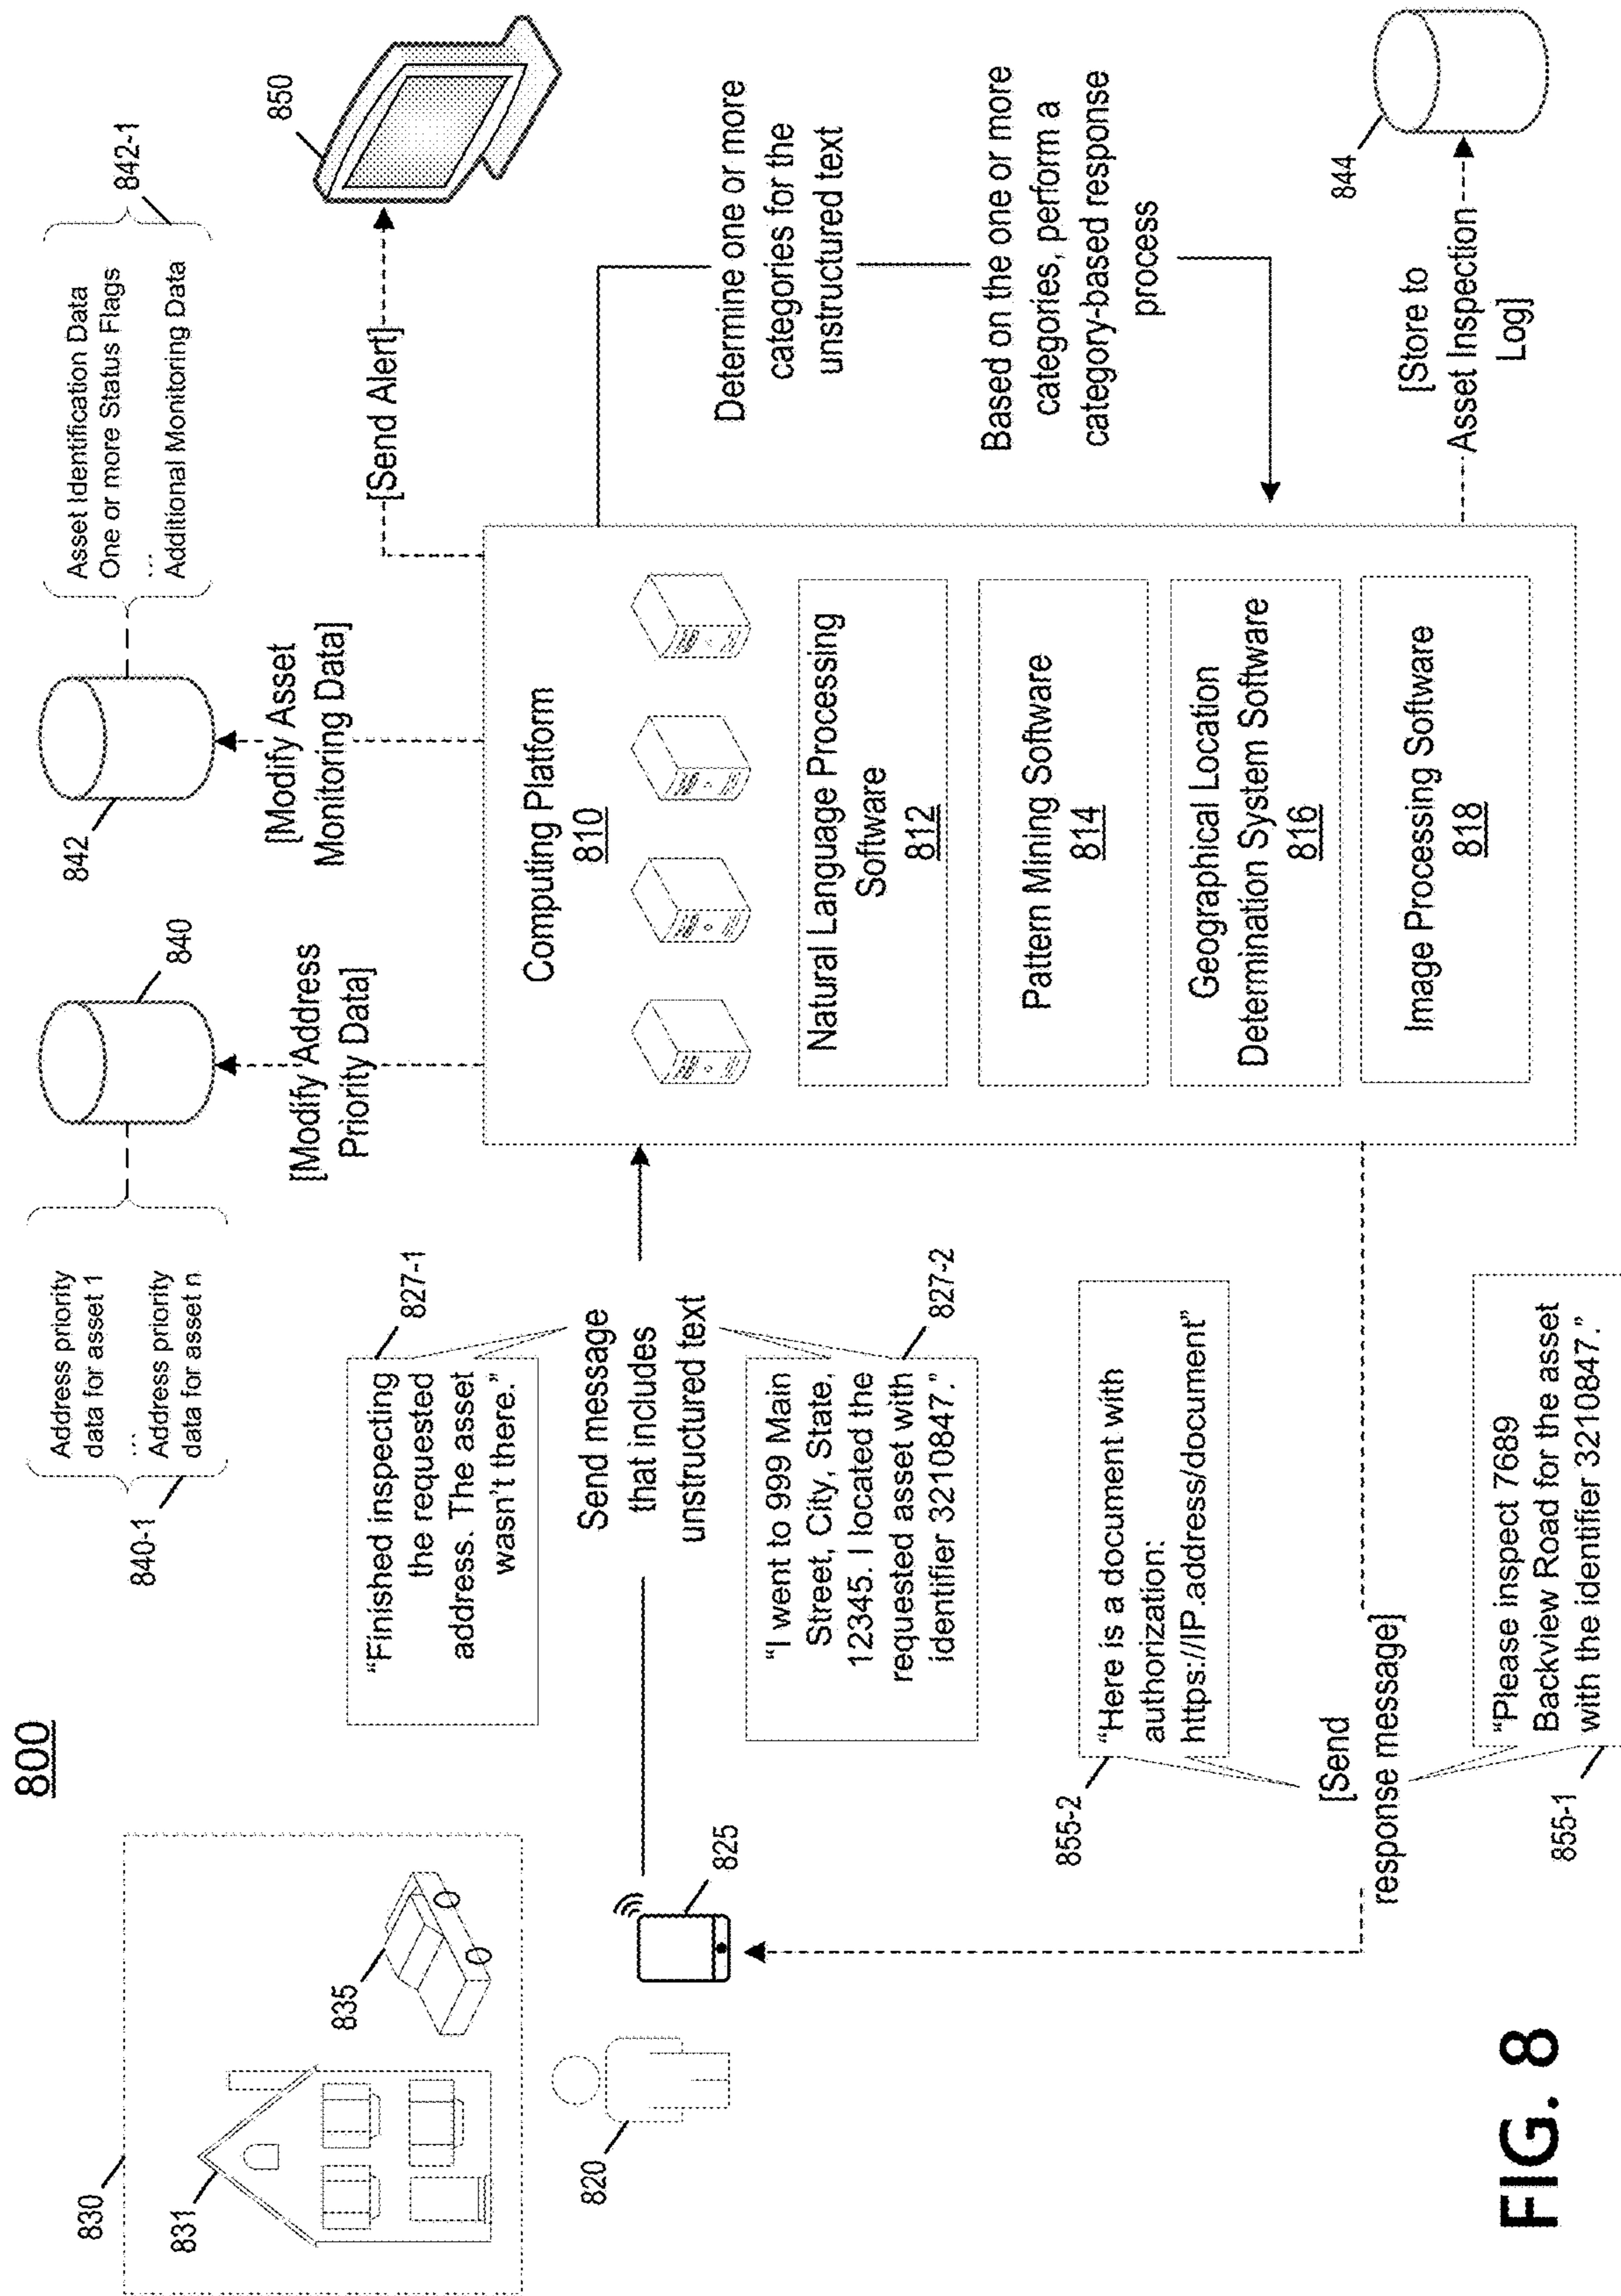 800
830
831
835
820
825
840-1
Address priority
data for asset 1
...
Address priority
data for asset n
840
[Modify Address
Priority Data]
842
[Modify Asset
Monitoring Data]
Asset Identification Data
One or more Status Flags
...
Additional Monitoring Data
842-1
[Send Alert]
850
827-1
“Finished inspecting
the requested
address. The asset
wasn’t there.”
Send message
that includes
unstructured text
827-2
“I went to 999 Main
Street, City, State,
12345. I located the
requested asset with
identifier 3210847.”
Computing Platform
810
Natural Language Processing
Software
812
Pattern Mining Software
814
Geographical Location
Determination System Software
816
Image Processing Software
818
Determine one or more
categories for the
unstructured text
Based on the one or more
categories, perform a
category-based response
process
855-2
“Here is a document with
authorization:
https://IP.address/document”
[Send
response message]
855-1
“Please inspect 7689
Backview Road for the asset
with the identifier 3210847.”
[Store to
Asset Inspection
Log]
844
FIG. 8